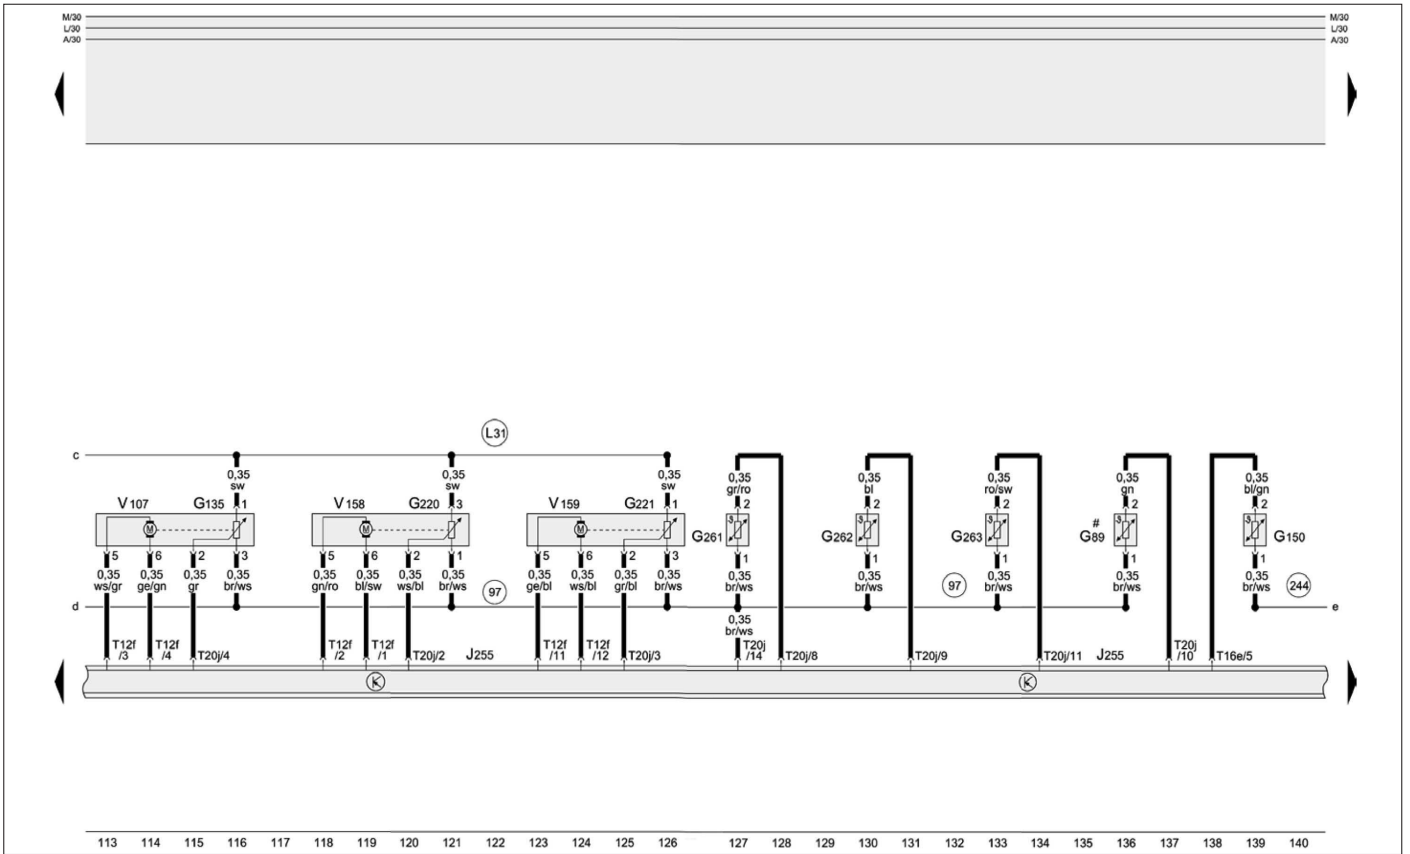 M/30 M/30
L/30 L/30
A/30 A/30
L31
c
0,35 0,35 0,35 0,35 0,35 0,35 0,35 0,35
sw sw sw gr/ro bl ro/sw gn bl/gn
V107 G135 1 V158 G220 3 V159 G221 1 2 2 2 2 2
M M M
G261 G262 G263 # G89 G150
5 6 2 3 5 6 2 1 5 6 2 3 1 1 1 1 1
0,35 0,35 0,35 0,35 0,35 0,35 0,35 0,35 0,35 0,35 0,35 0,35 0,35 0,35 0,35 0,35 0,35
ws/gr ge/gn gr br/ws gn/ro bl/sw ws/bl br/ws ge/bl ws/bl gr/bl br/ws br/ws br/ws br/ws br/ws br/ws
97 97 244
d e
0,35
br/ws
T12f T12f T12f T12f T12f T12f T20j T20j
/3 /4 T20j/4 /2 /1 T20j/2 J255 /11 /12 T20j/3 /14 T20j/8 T20j/9 T20j/11 J255 /10 T16e/5
113 114 115 116 117 118 119 120 121 122 123 124 125 126 127 128 129 130 131 132 133 134 135 136 137 138 139 140